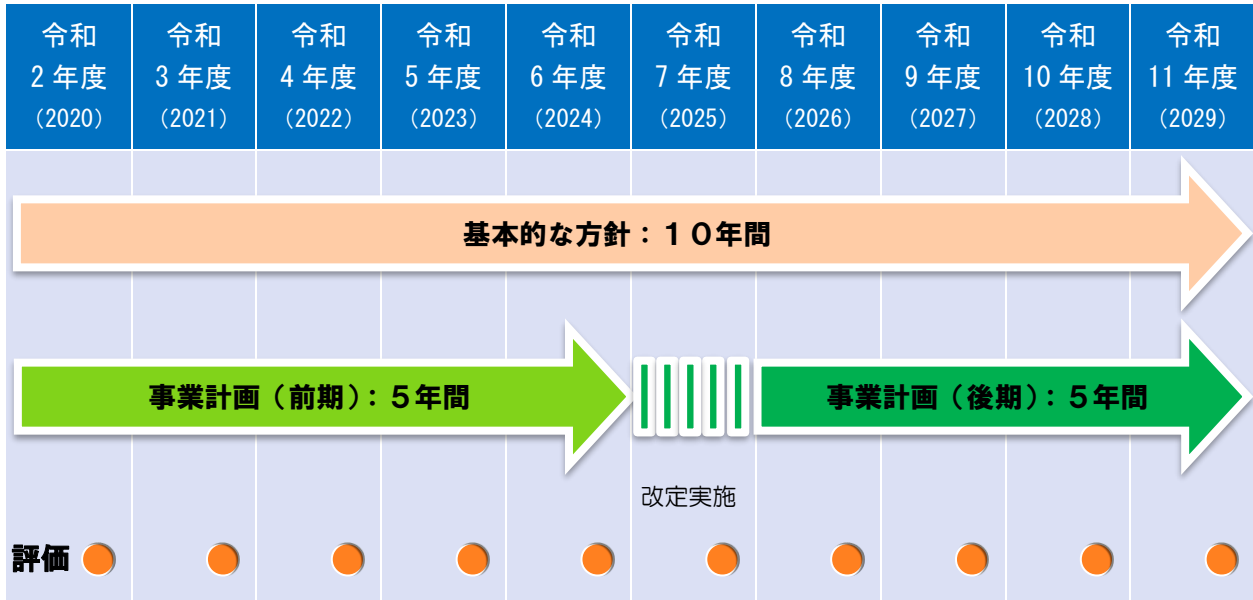 令和
2 年度
（2020）
令和
3 年度
（2021）
令和
4 年度
（2022）
令和
5 年度
（2023）
令和
6 年度
（2024）
令和
7 年度
（2025）
令和
8 年度
（2026）
令和
9 年度
（2027）
令和
10 年度
（2028）
令和
11 年度
（2029）
基本的な方針：１０年間
事業計画（前期）：５年間
事業計画（後期）：５年間
改定実施
評価